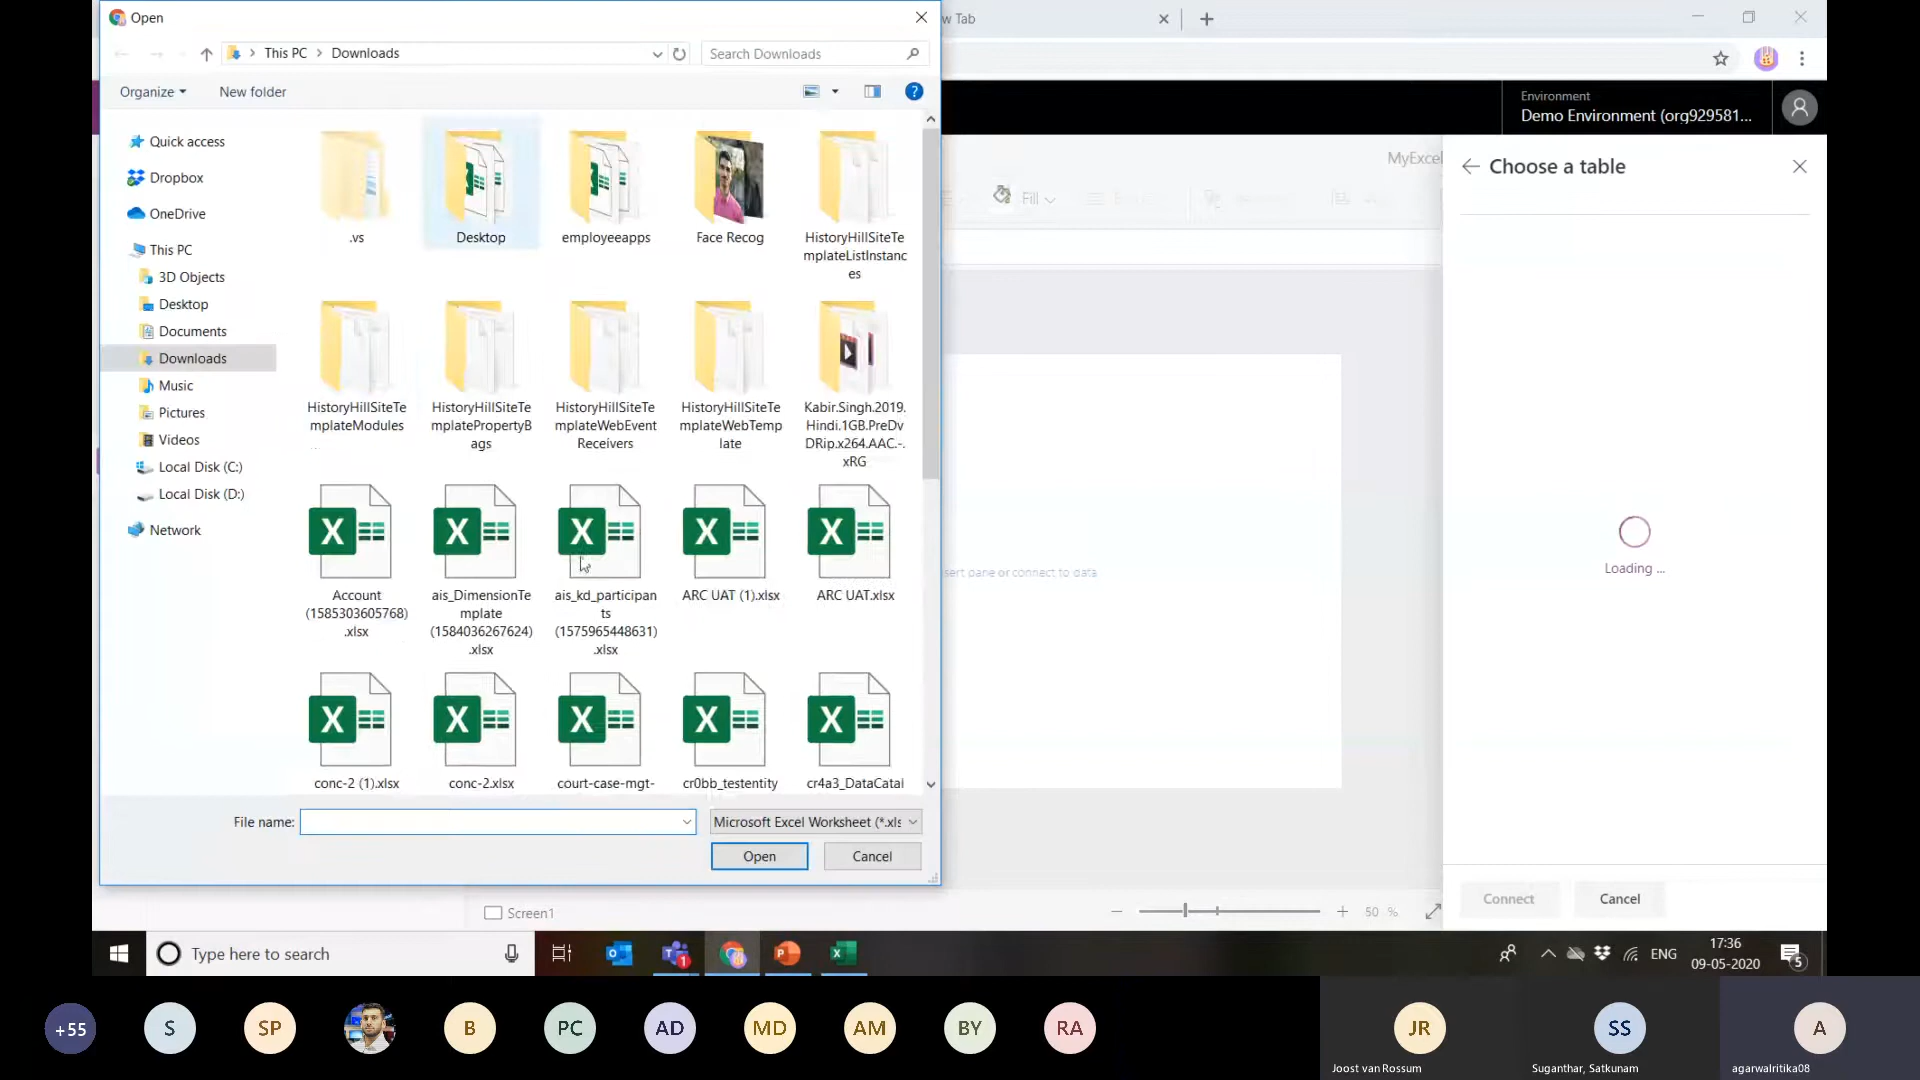 Open
w Tab
This PC
Downloads
Search Downloads
Organize
New folder
Environment
Demo Environment (org929581...
Quick access
Dropbox
OneDrive
This PC
3D Objects
Desktop
Documents
Downloads
Music
Pictures
Videos
Local Disk (C:)
Local Disk (D:)
Network
.vs
Desktop
employeeapps
Face Recog
HistoryHillSiteTe
mplateListInstanc
es
HistoryHillSiteTe
mplateModules
HistoryHillSiteTe
mplatePropertyB
ags
HistoryHillSiteTe
mplateWebEvent
Receivers
HistoryHillSiteTe
mplateWebTemp
late
Kabir.Singh.2019.
Hindi.1GB.PreDv
DRip.x264.AAC.-.
xRG
Account
(1585303605768)
.xlsx
ais_DimensionTe
mplate
(1584036267624)
.xlsx
ais_kd_participan
ts
(1575965448631)
.xlsx
ARC UAT (1).xlsx
ARC UAT.xlsx
conc-2 (1).xlsx
conc-2.xlsx
court-case-mgt-
cr0bb_testentity
cr4a3_DataCatal
File name:
Microsoft Excel Worksheet (*.xls
Open
Cancel
MyExcel
Fill
sert pane or connect to data
Choose a table
Loading ...
Connect
Cancel
Screen1
50 %
Type here to search
ENG
17:36
09-05-2020
5
+55
S
SP
B
PC
AD
MD
AM
BY
RA
JR
Joost van Rossum
SS
Suganthar, Satkunam
A
agarwalritika08